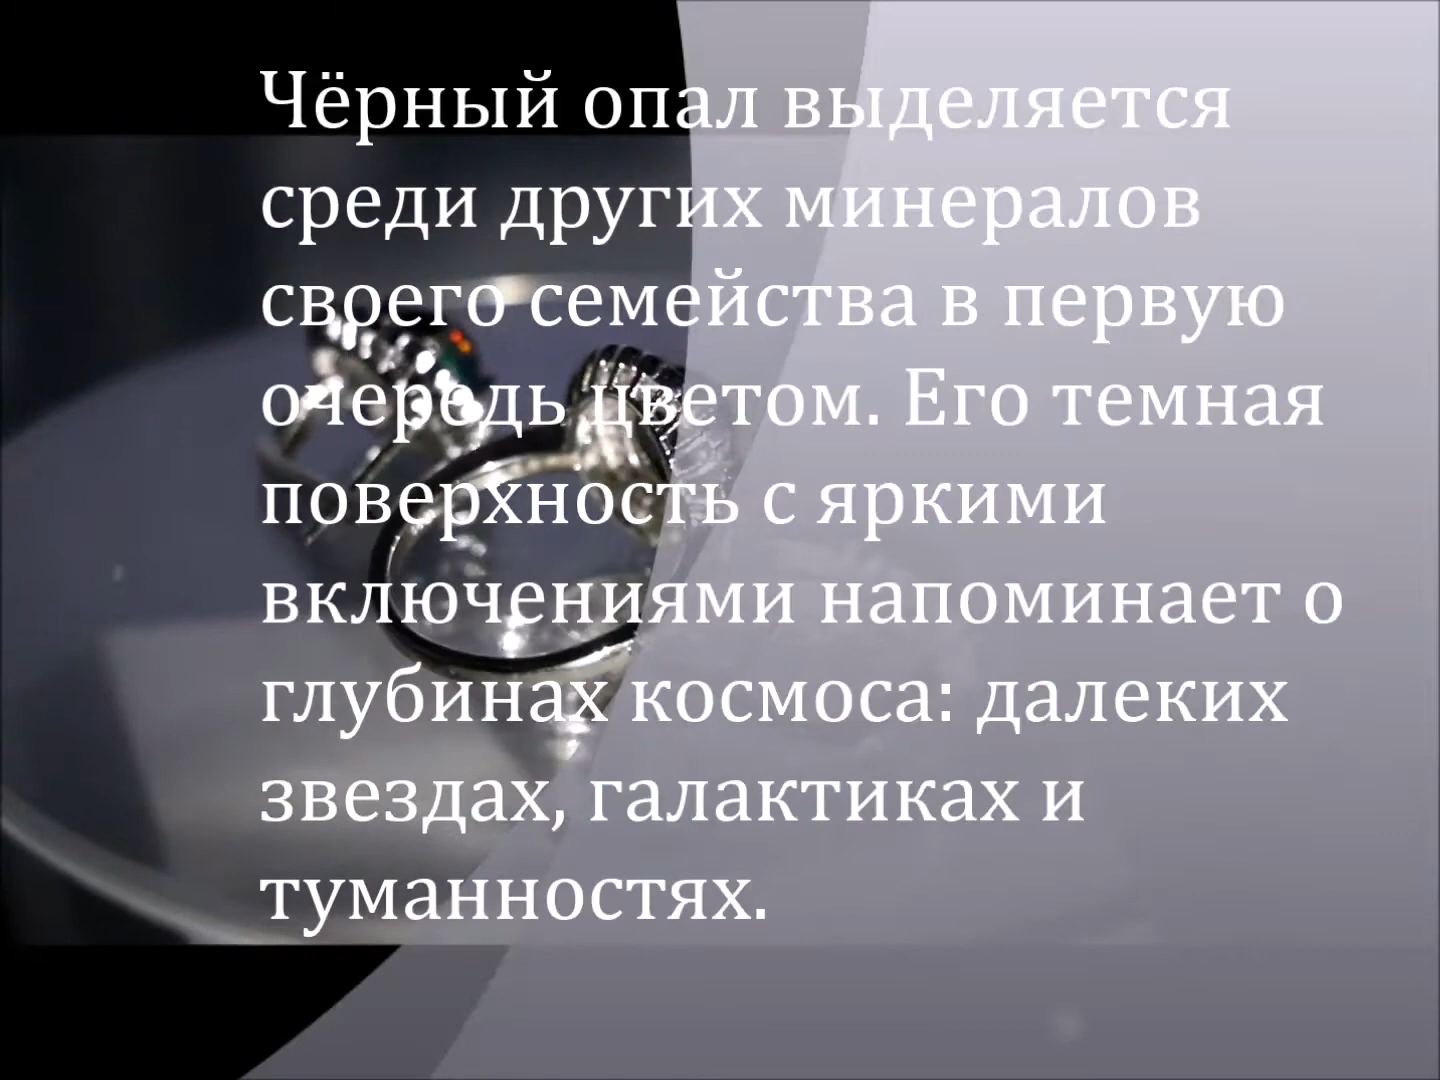 Чёрный опал выделяется
среди других минералов
своего семейства в первую
очередь цветом. Его темная
поверхность с яркими
включениями напоминает о
глубинах космоса: далеких
звездах, галактиках и
туманностях.